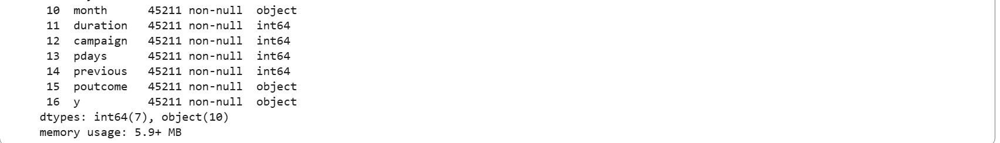 10  month      45211 non-null  object
11  duration   45211 non-null  int64
12  campaign   45211 non-null  int64
13  pdays      45211 non-null  int64
14  previous   45211 non-null  int64
15  poutcome   45211 non-null  object
16  y          45211 non-null  object
dtypes: int64(7), object(10)
memory usage: 5.9+ MB